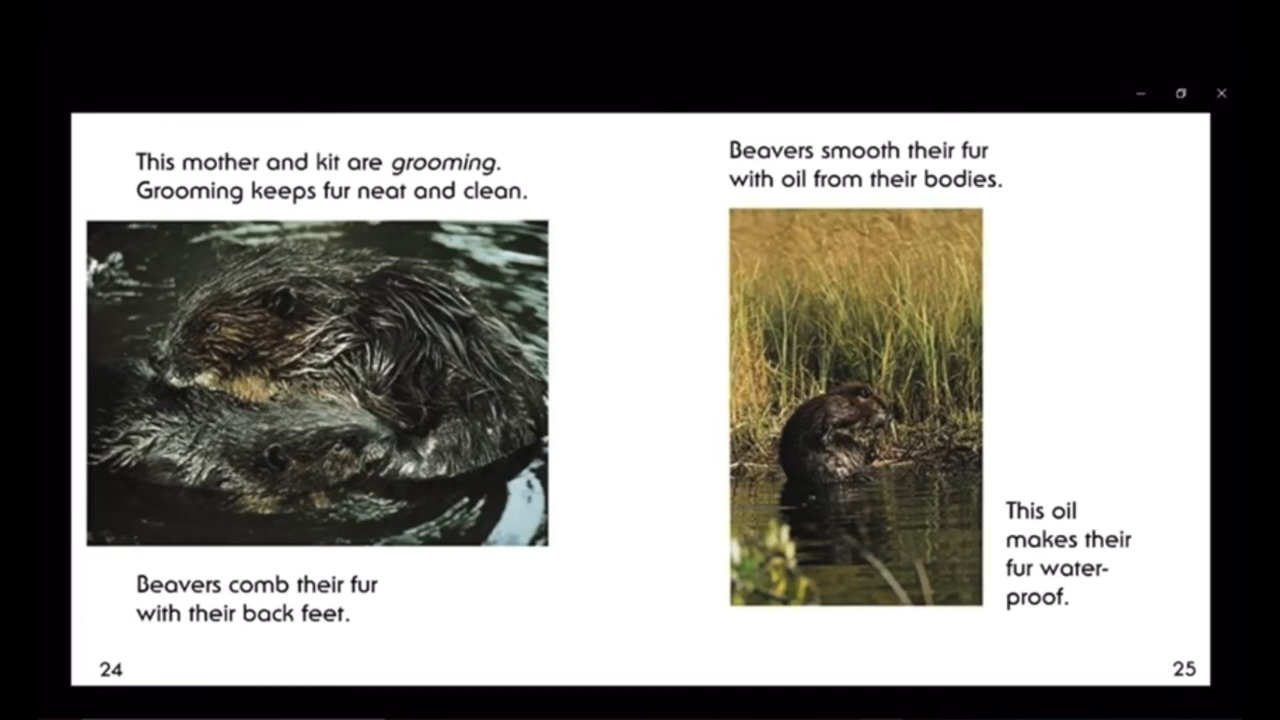 This mother and kit are grooming.
Grooming keeps fur neat and clean.
Beavers comb their fur
with their back feet.
24
Beavers smooth their fur
with oil from their bodies.
This oil
makes their
fur water-
proof.
25